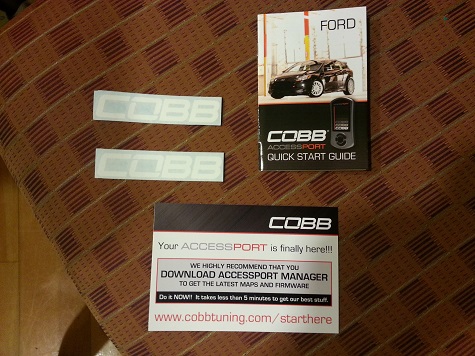 COBB
COBB
FORD
COBB
ACCESSPORT
QUICK START GUIDE
COBB
Your ACCESSPORT is finally here!!!
WE HIGHLY RECOMMEND THAT YOU
DOWNLOAD ACCESSPORT MANAGER
TO GET THE LATEST MAPS AND FIRMWARE
Do it NOW!! It takes less than 5 minutes to get our best stuff.
www.cobbtuning.com/starthere